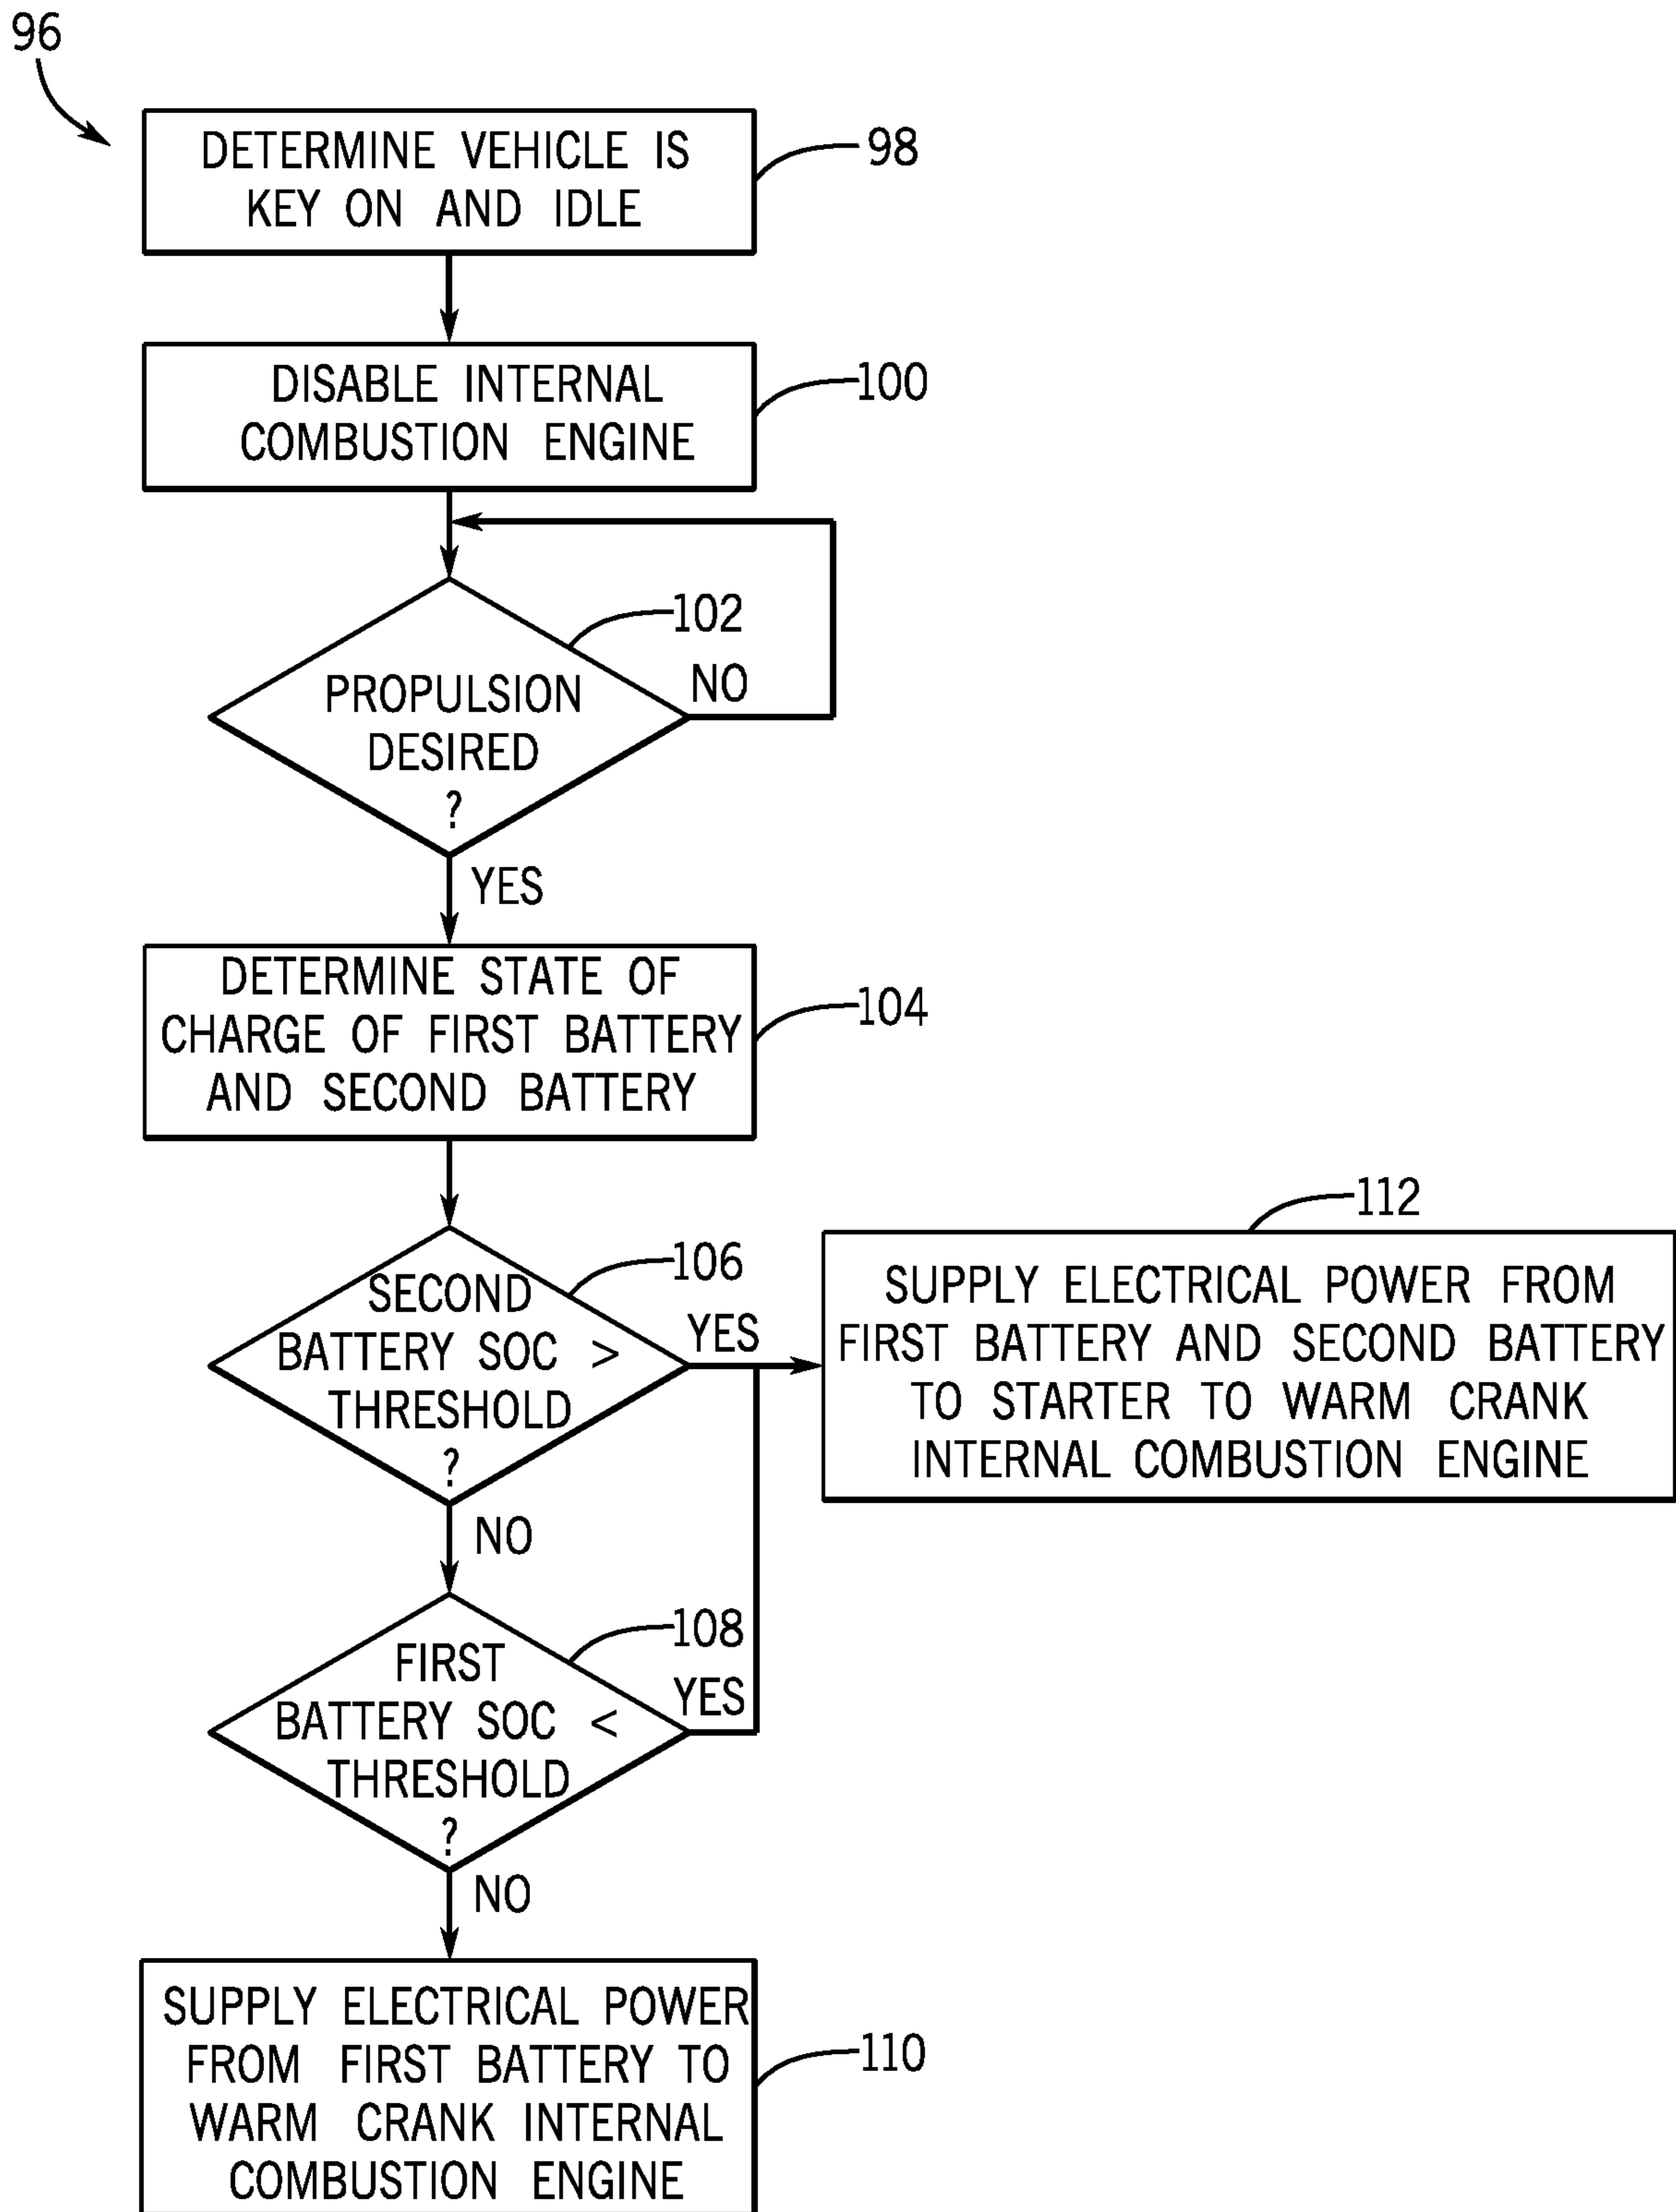 96
DETERMINE VEHICLE IS
KEY ON AND IDLE
98
DISABLE INTERNAL
COMBUSTION ENGINE
100
102
NO
PROPULSION
DESIRED
?
YES
DETERMINE STATE OF
CHARGE OF FIRST BATTERY
AND SECOND BATTERY
104
106
SECOND
BATTERY SOC >
THRESHOLD
?
YES
112
SUPPLY ELECTRICAL POWER FROM
FIRST BATTERY AND SECOND BATTERY
TO STARTER TO WARM CRANK
INTERNAL COMBUSTION ENGINE
NO
108
FIRST
BATTERY SOC <
THRESHOLD
?
YES
NO
SUPPLY ELECTRICAL POWER
FROM FIRST BATTERY TO
WARM CRANK INTERNAL
COMBUSTION ENGINE
110